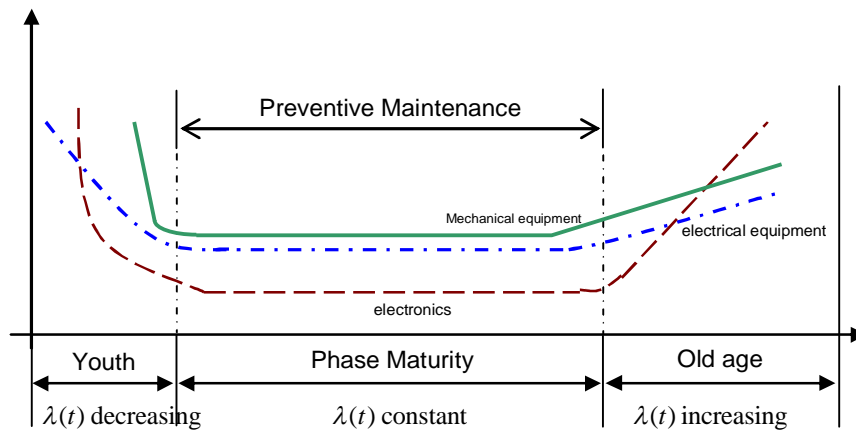 Preventive Maintenance
Mechanical equipment
electrical equipment
electronics
Youth
Phase Maturity
Old age
λ(t) decreasing
λ(t) constant
λ(t) increasing